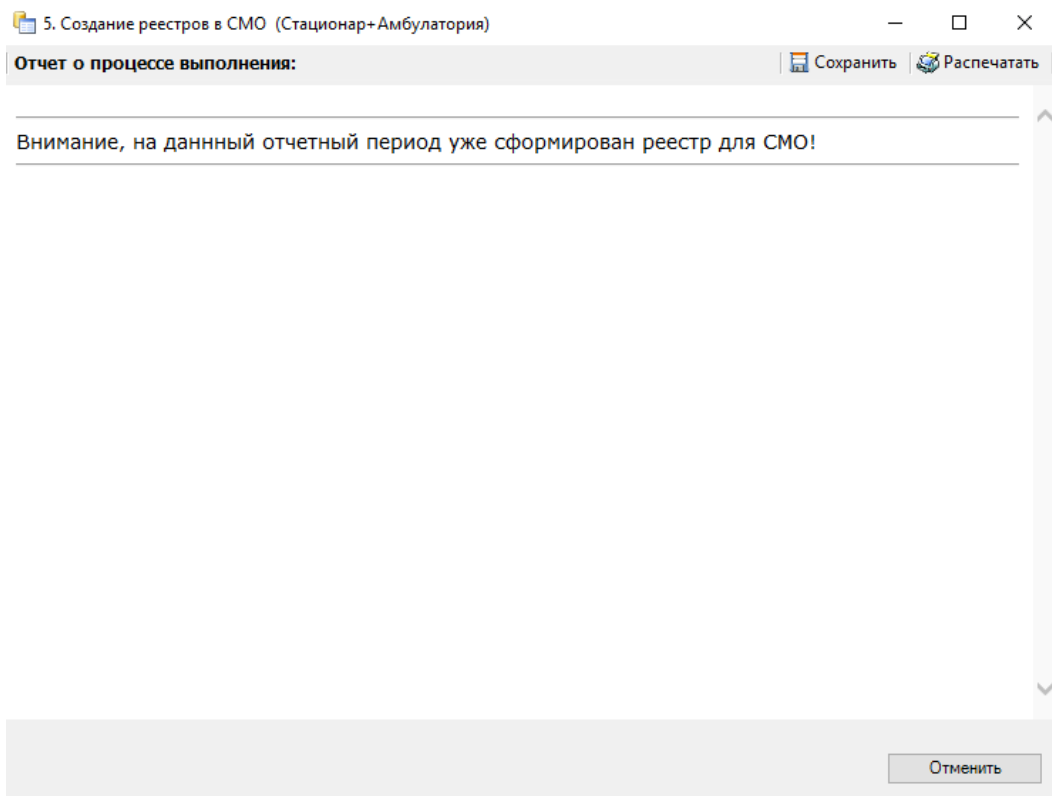 5. Создание реестров в СМО (Стационар+Амбулатория)
Отчет о процессе выполнения:
Сохранить
Распечатать
Внимание, на даннный отчетный период уже сформирован реестр для СМО!
Отменить